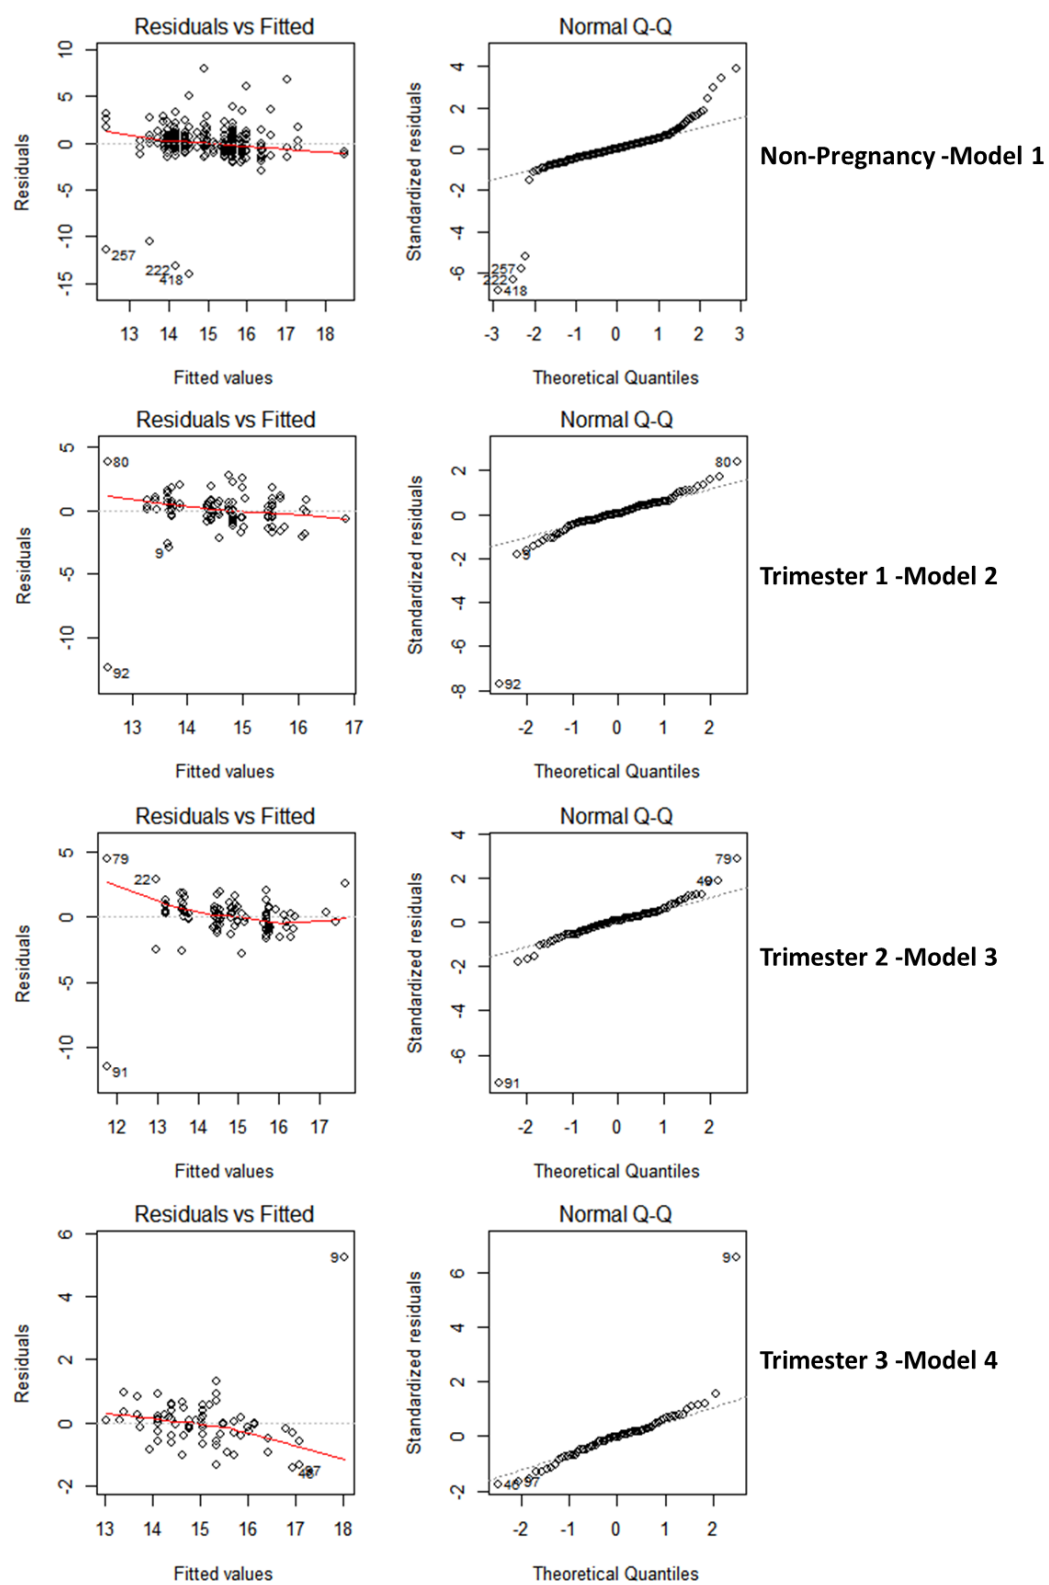 Residuals vs Fitted
Normal Q-Q
10
5
0
-5
-10
-15
Residuals
257
222
418
13 14 15 16 17 18
Fitted values
4
2
0
-2
-4
-6
Standardized residuals
257
222
418
-3 -2 -1 0 1 2 3
Theoretical Quantiles
Non-Pregnancy -Model 1
Residuals vs Fitted
Normal Q-Q
5
0
-5
-10
Residuals
80
9
92
13 14 15 16 17
Fitted values
2
0
-2
-4
-6
-8
Standardized residuals
80
9
92
-2 -1 0 1 2
Theoretical Quantiles
Trimester 1 -Model 2
Residuals vs Fitted
Normal Q-Q
5
0
-5
-10
Residuals
79
22
91
12 13 14 15 16 17
Fitted values
4
2
0
-2
-4
-6
Standardized residuals
79
49
91
-2 -1 0 1 2
Theoretical Quantiles
Trimester 2 -Model 3
Residuals vs Fitted
Normal Q-Q
6
4
2
0
-2
Residuals
9
97
13 14 15 16 17 18
Fitted values
6
4
2
0
-2
Standardized residuals
9
46
97
-2 -1 0 1 2
Theoretical Quantiles
Trimester 3 -Model 4